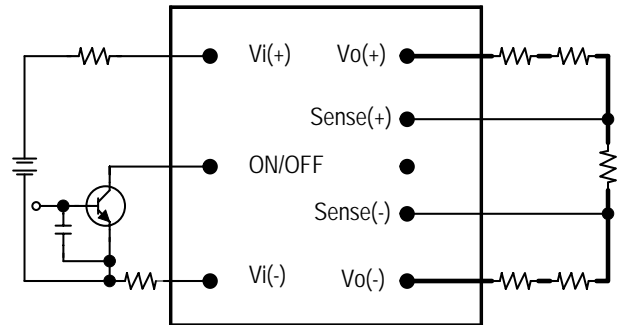 Vi(+) Vo(+)
Sense(+)
ON/OFF
Sense(-)
Vi(-) Vo(-)